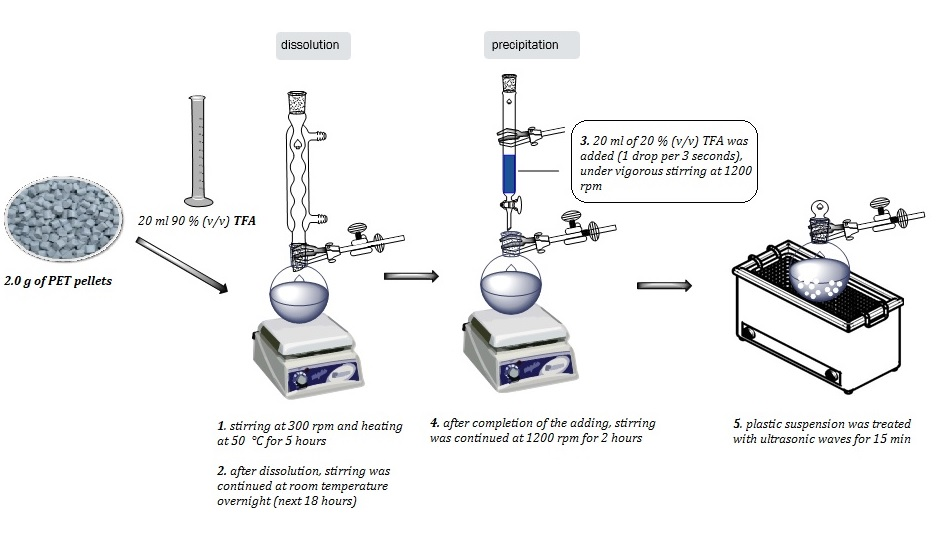 dissolution
precipitation
3. 20 ml of 20 % (v/v) TFA was
added (1 drop per 3 seconds),
under vigorous stirring at 1200
rpm
20 ml 90 % (v/v) TFA
2.0 g of PET pellets
1. stirring at 300 rpm and heating
at 50 °C for 5 hours
2. after dissolution, stirring was
continued at room temperature
overnight (next 18 hours)
4. after completion of the adding, stirring
was continued at 1200 rpm for 2 hours
5. plastic suspension was treated
with ultrasonic waves for 15 min